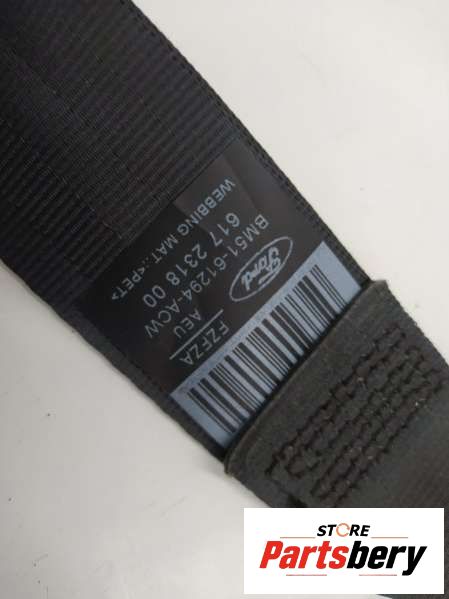 Ford
BM51-61294-ACW
617 2318 00
WEBBING MAT..<PET>
AEU
FZFZA
STORE
Partsbery